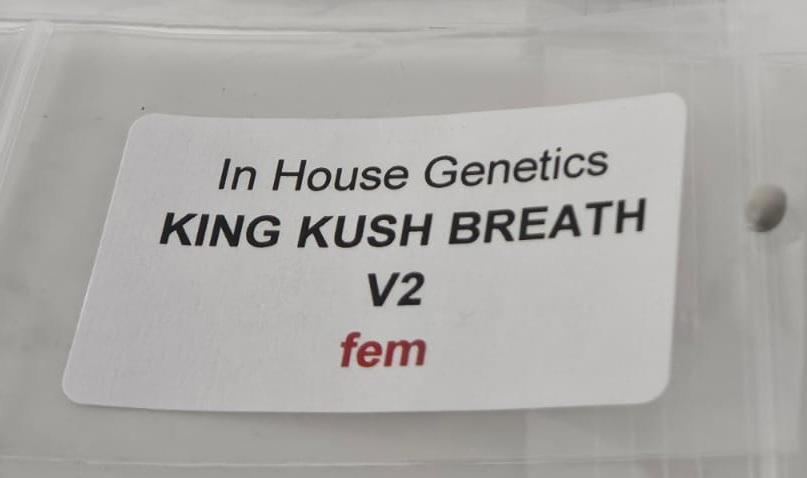 In House Genetics
KING KUSH BREATH
V2
fem